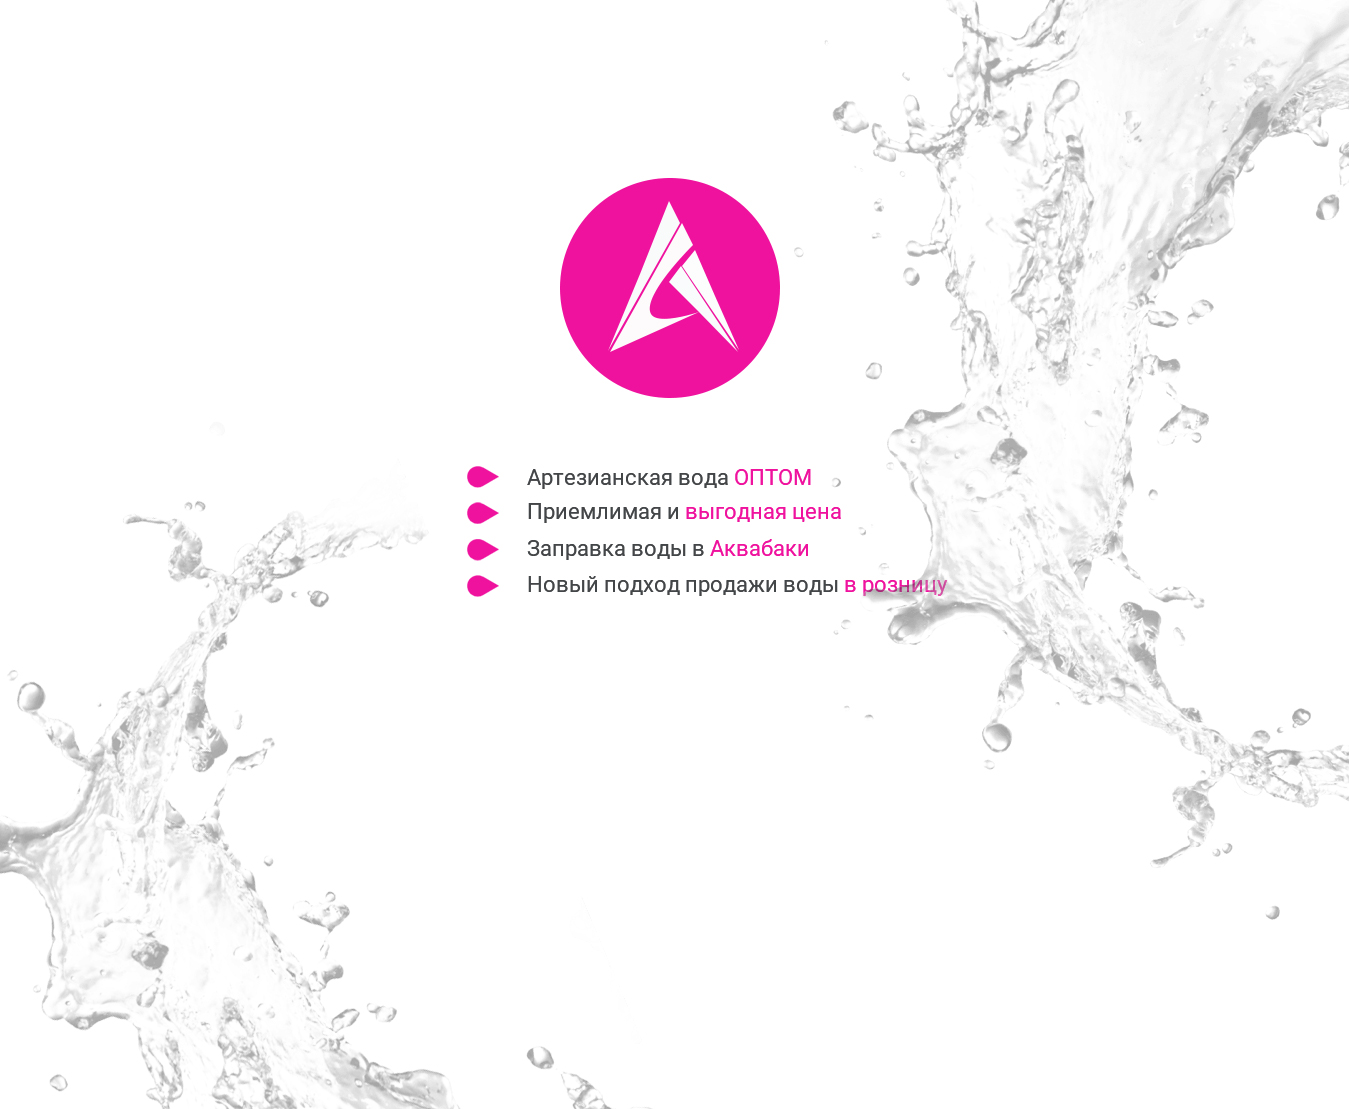 Артезианская вода ОПТОМ
Приемлимая и выгодная цена
Заправка воды в Аквабаки
Новый подход продажи воды в розницу